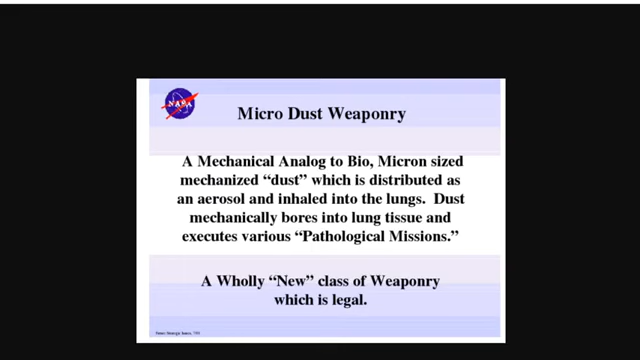 NASA
Micro Dust Weaponry
A Mechanical Analog to Bio, Micron sized
mechanized “dust” which is distributed as
an aerosol and inhaled into the lungs. Dust
mechanically bores into lung tissue and
executes various “Pathological Missions.”
A Wholly “New” class of Weaponry
which is legal.